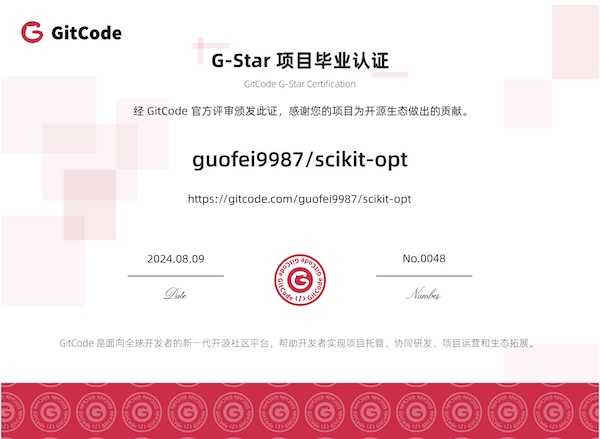 GitCode
G-Star 项目毕业认证
GitCode G-Star Certification
经 GitCode 官方评审颁发此证，感谢您的项目为开源生态做出的贡献。
guofei9987/scikit-opt
https://gitcode.com/guofei9987/scikit-opt
2024.08.09
No.0048
Date
Number
GitCode GitCode GitCode </>
GitCode 是面向全球开发者的新一代开源社区平台，帮助开发者实现项目托管、协同研发、项目运营和生态拓展。